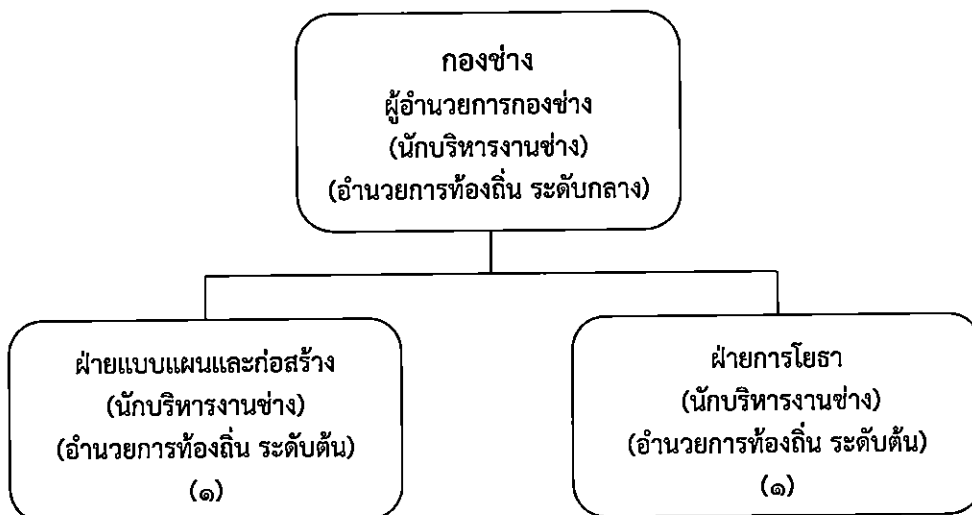 กองช่าง
ผู้อำนวยการกองช่าง
(นักบริหารงานช่าง)
(อำนวยการท้องถิ่น ระดับกลาง)
ฝ่ายแบบแผนและก่อสร้าง
(นักบริหารงานช่าง)
(อำนวยการท้องถิ่น ระดับต้น)
(๑)
ฝ่ายการโยธา
(นักบริหารงานช่าง)
(อำนวยการท้องถิ่น ระดับต้น)
(๑)